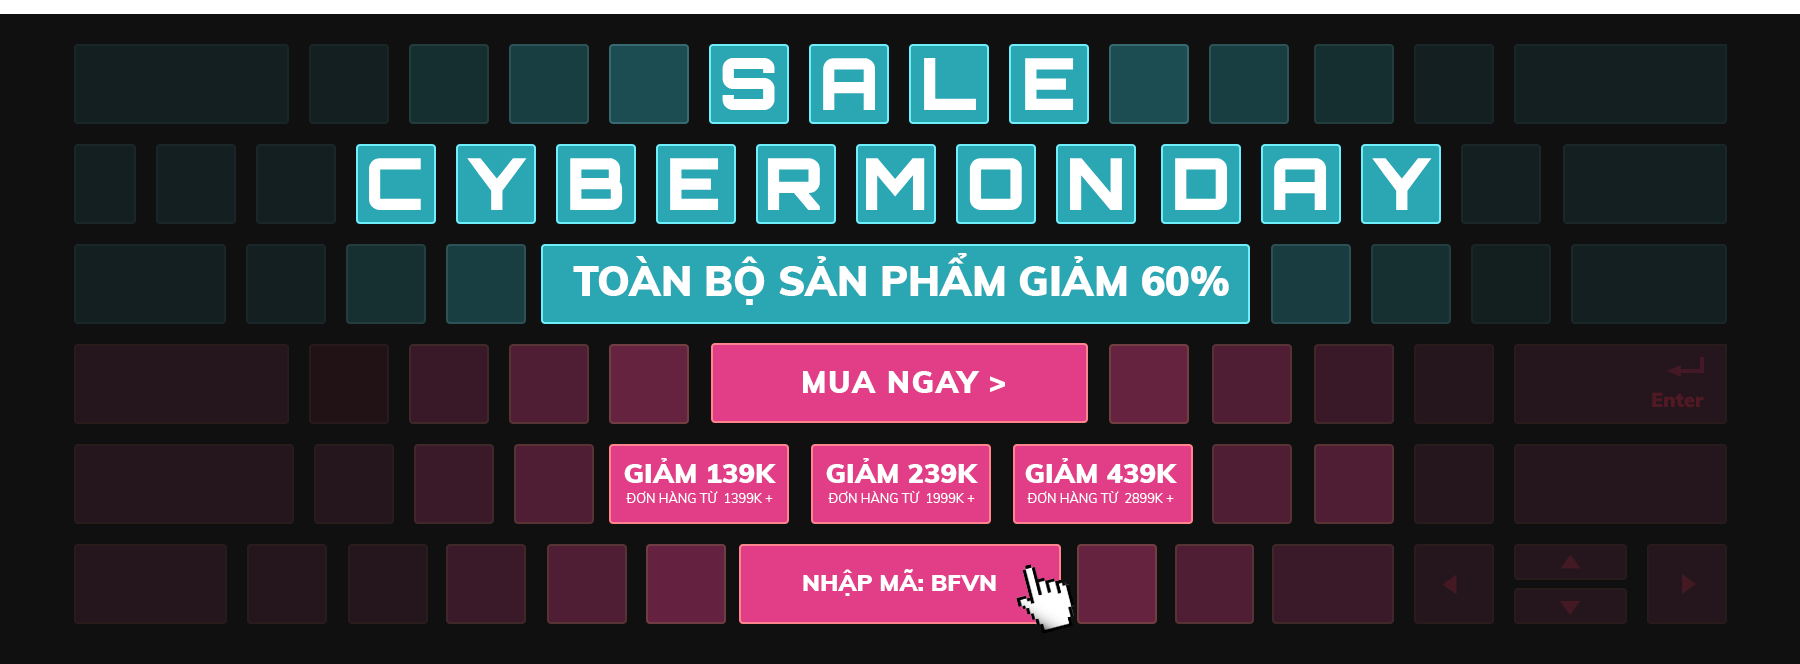 SALE
CYBERMONDAY
TOÀN BỘ SẢN PHẨM GIẢM 60%
MUA NGAY >
Enter
GIẢM 139K
ĐƠN HÀNG TỪ 1399K +
GIẢM 239K
ĐƠN HÀNG TỪ 1999K +
GIẢM 439K
ĐƠN HÀNG TỪ 2899K +
NHẬP MÃ: BFVN